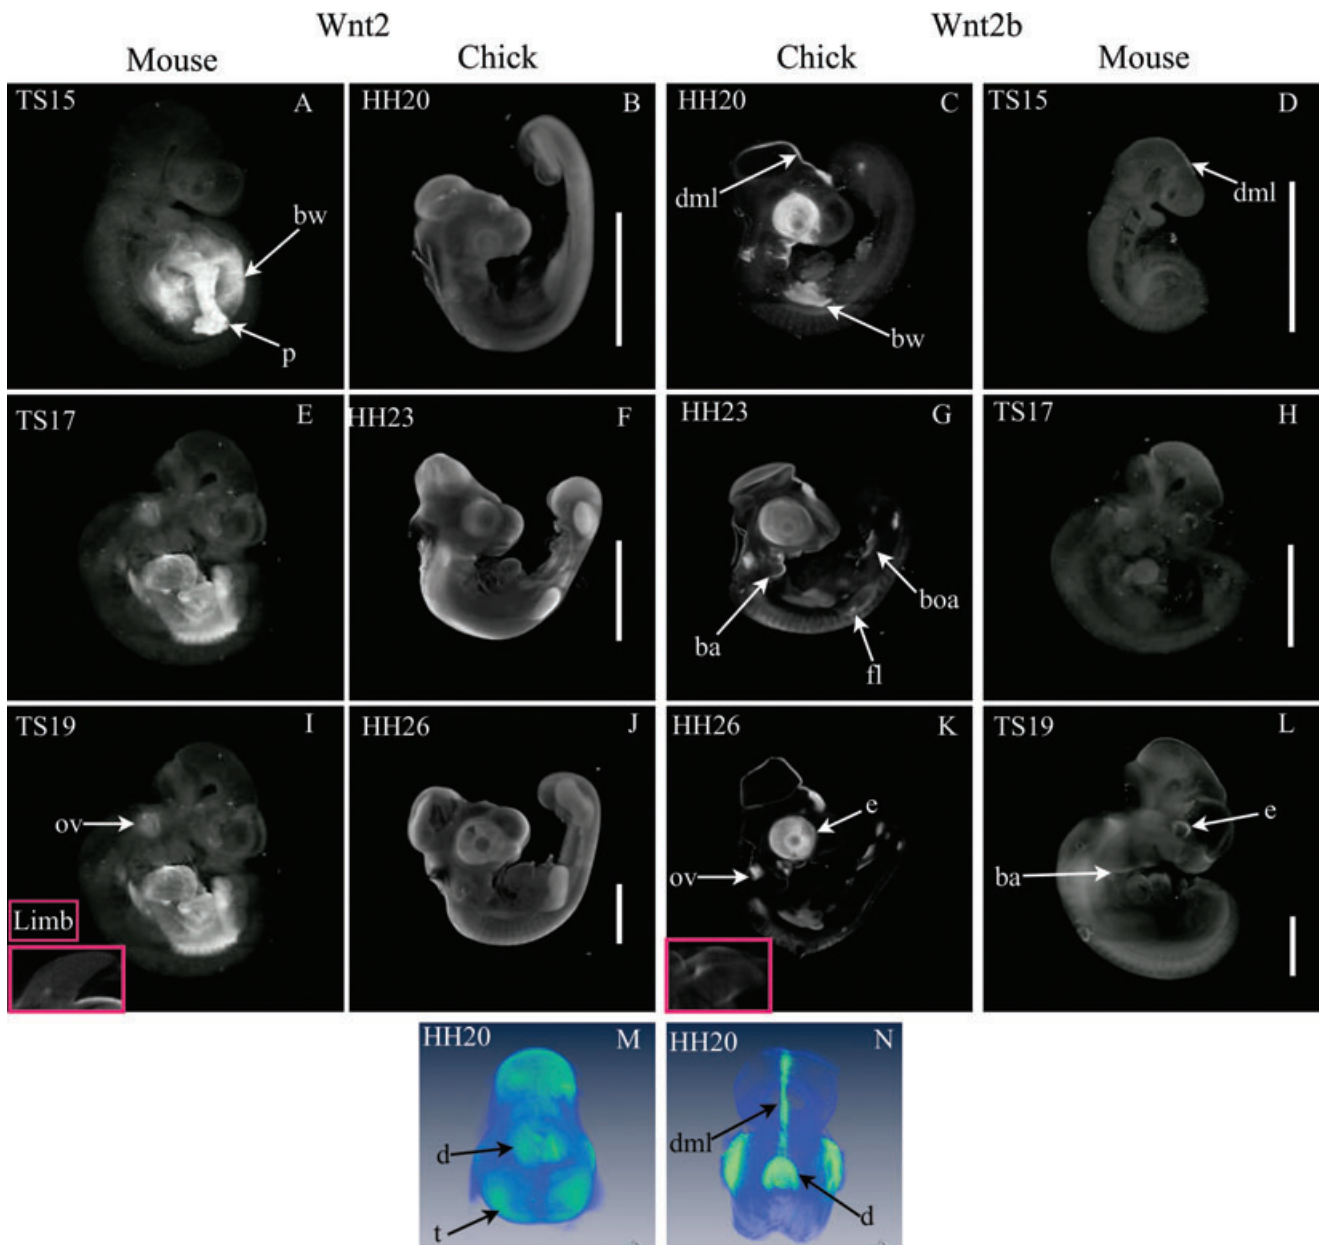 Wnt2 Wnt2b
Mouse Chick Chick Mouse
TS15 A HH20 B HH20 C TS15 D
bw
p
dml
bw
dml
TS17 E HH23 F HH23 G TS17 H
ba
boa
fl
TS19 I HH26 J HH26 K TS19 L
ov
Limb
e
ov
e
ba
HH20 M HH20 N
d
t
dml
d